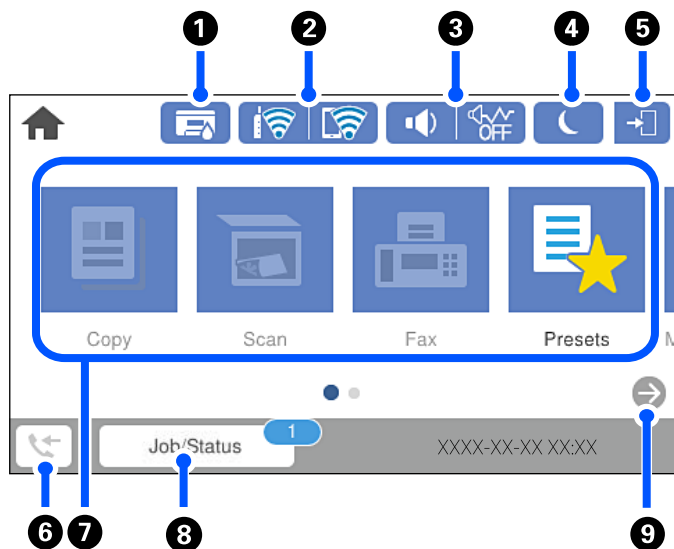 1 2 3 4 5
OFF
Copy Scan Fax Presets M
1
Job/Status XXXX-XX-XX XX:XX
6 7 8 9